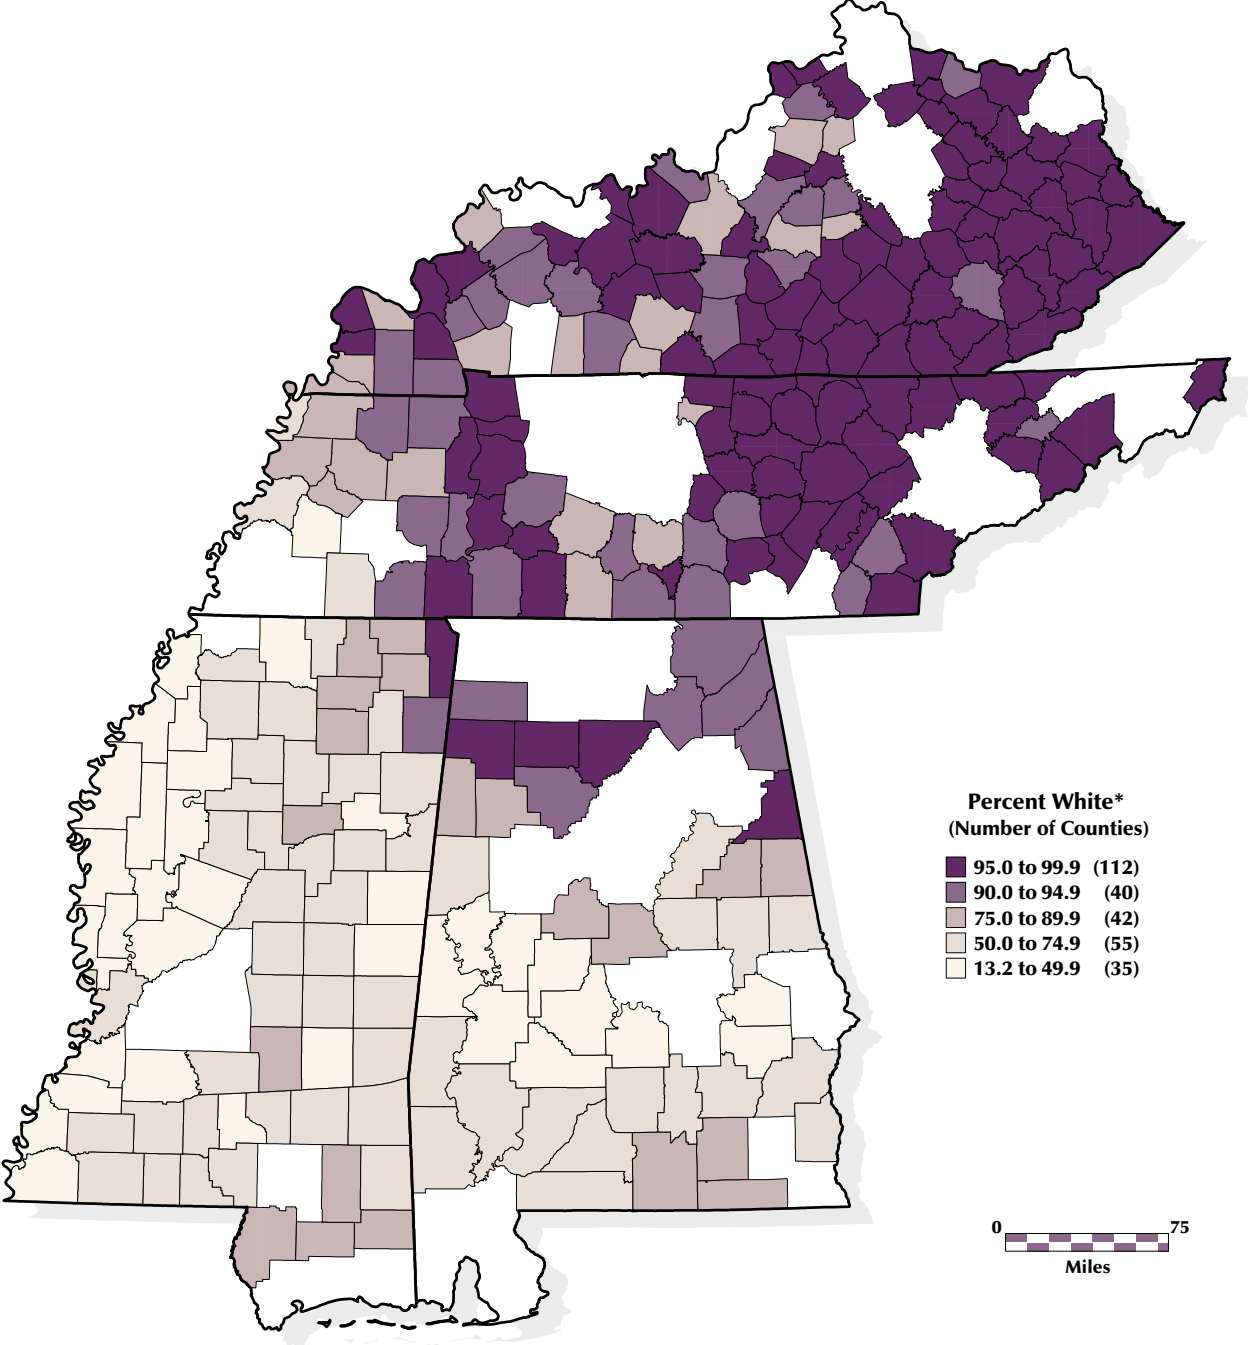 Percent White*
(Number of Counties)
95.0 to 99.9 (112)
90.0 to 94.9 (40)
75.0 to 89.9 (42)
50.0 to 74.9 (55)
13.2 to 49.9 (35)
0 75
Miles